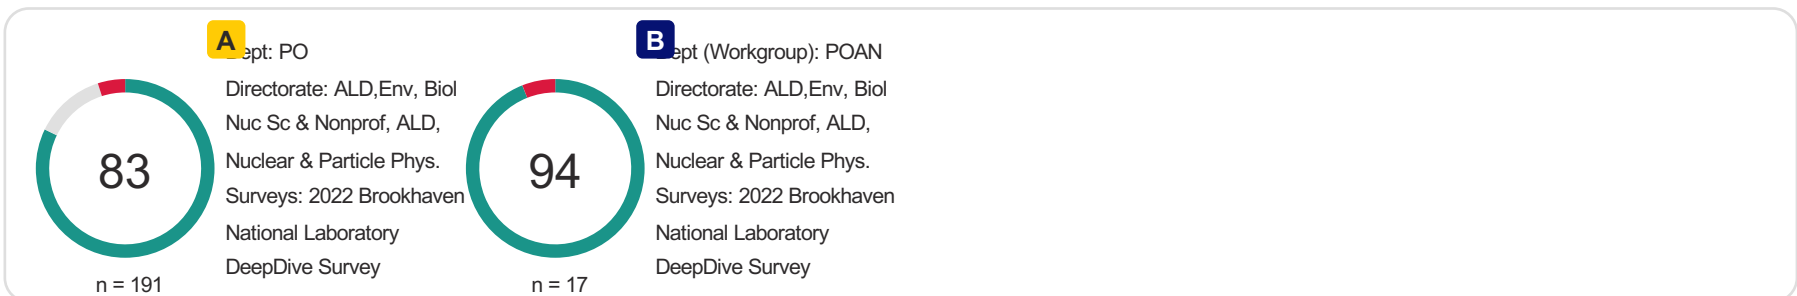 A
Dept: PO
Directorate: ALD,Env, Biol
Nuc Sc & Nonprof, ALD,
Nuclear & Particle Phys.
Surveys: 2022 Brookhaven
National Laboratory
DeepDive Survey
83
n = 191
B
Dept (Workgroup): POAN
Directorate: ALD,Env, Biol
Nuc Sc & Nonprof, ALD,
Nuclear & Particle Phys.
Surveys: 2022 Brookhaven
National Laboratory
DeepDive Survey
94
n = 17